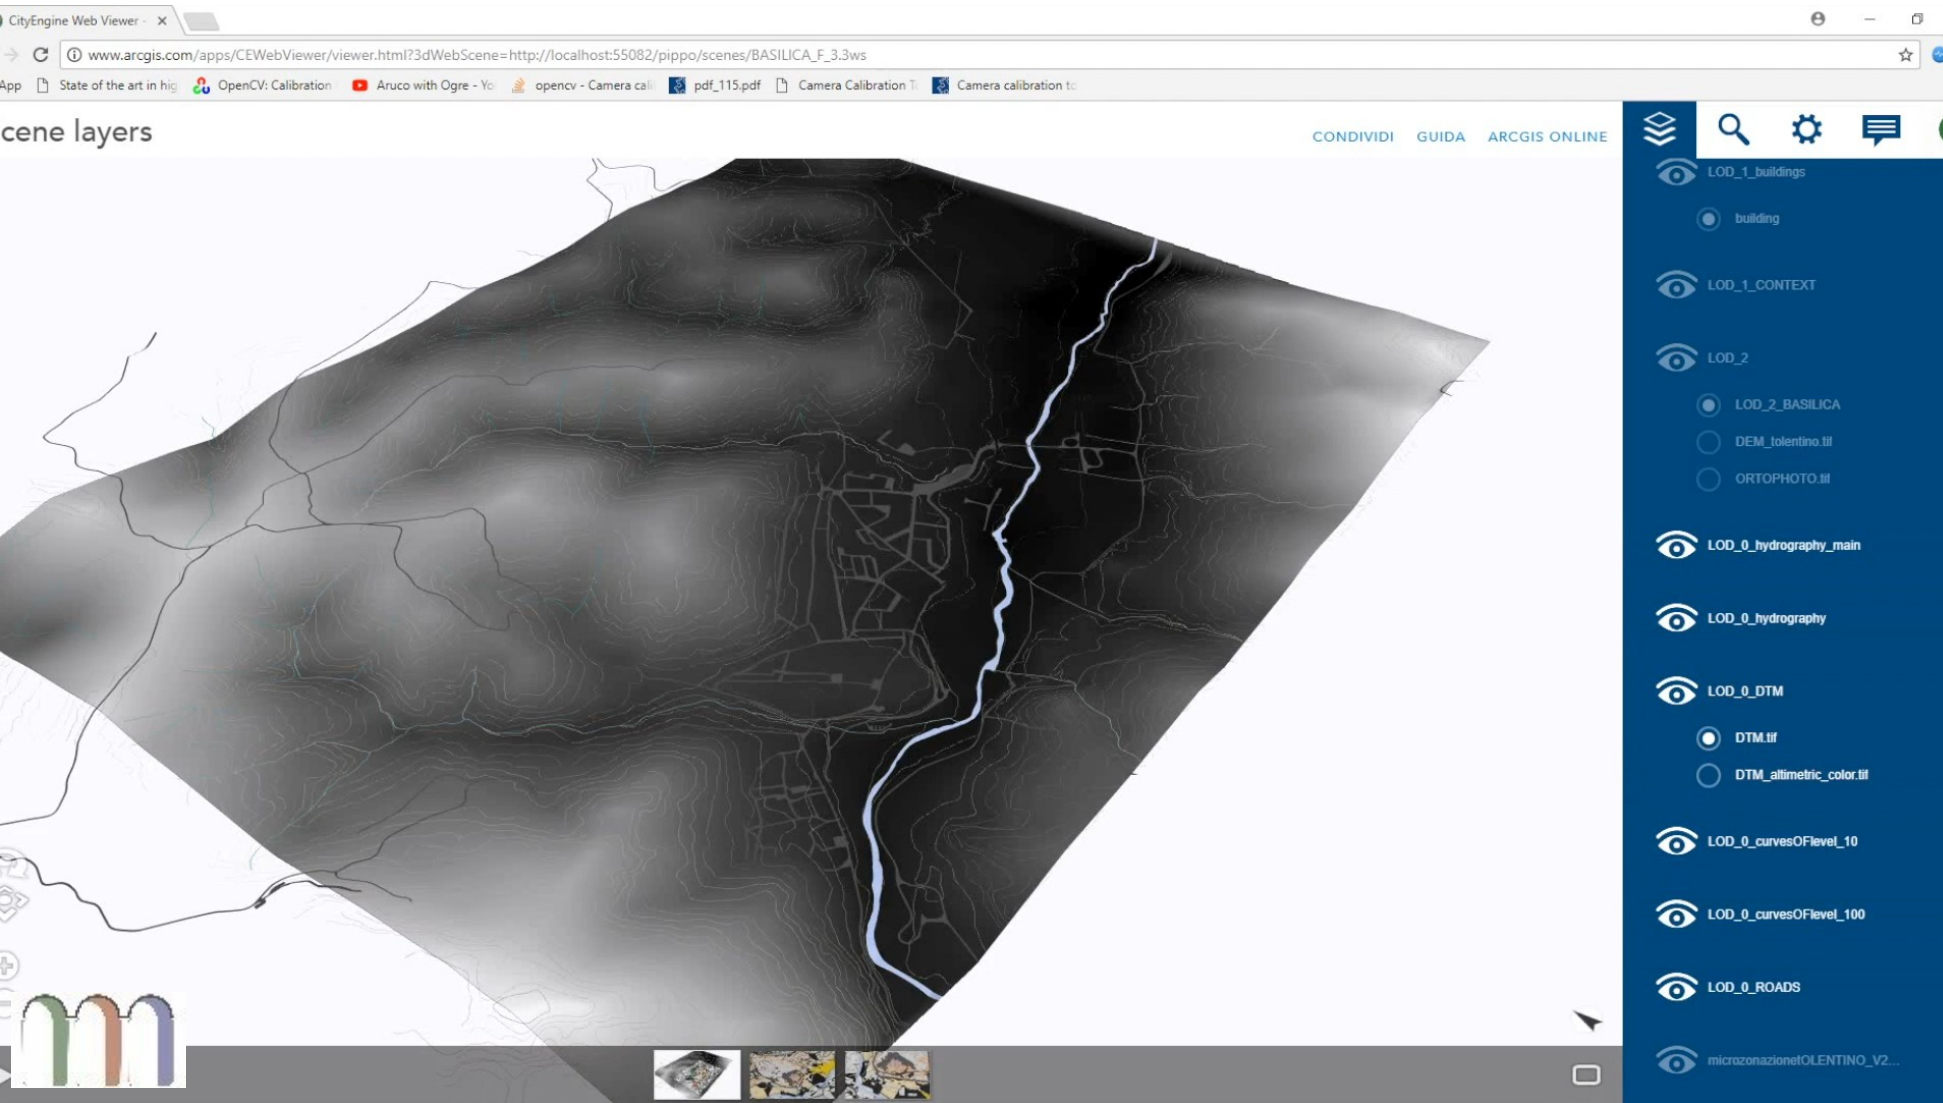 CityEngine Web Viewer -
www.arcgis.com/apps/CEWebViewer/viewer.html?3dWebScene=http://localhost:55082/pippo/scenes/BASILICA_F_3.3ws
App State of the art in hig OpenCV: Calibration Aruco with Ogre - Yo opencv - Camera cali pdf_115.pdf Camera Calibration T Camera calibration to
cene layers
CONDIVIDI GUIDA ARCGIS ONLINE
LOD_1_buildings
building
LOD_1_CONTEXT
LOD_2
LOD_2_BASILICA
DEM_tolentino.tif
ORTOPHOTO.tif
LOD_0_hydrography_main
LOD_0_hydrography
LOD_0_DTM
DTM.tif
DTM_altimetric_color.tif
LOD_0_curvesOFlevel_10
LOD_0_curvesOFlevel_100
LOD_0_ROADS
microzonazionetOLENTINO_V2...